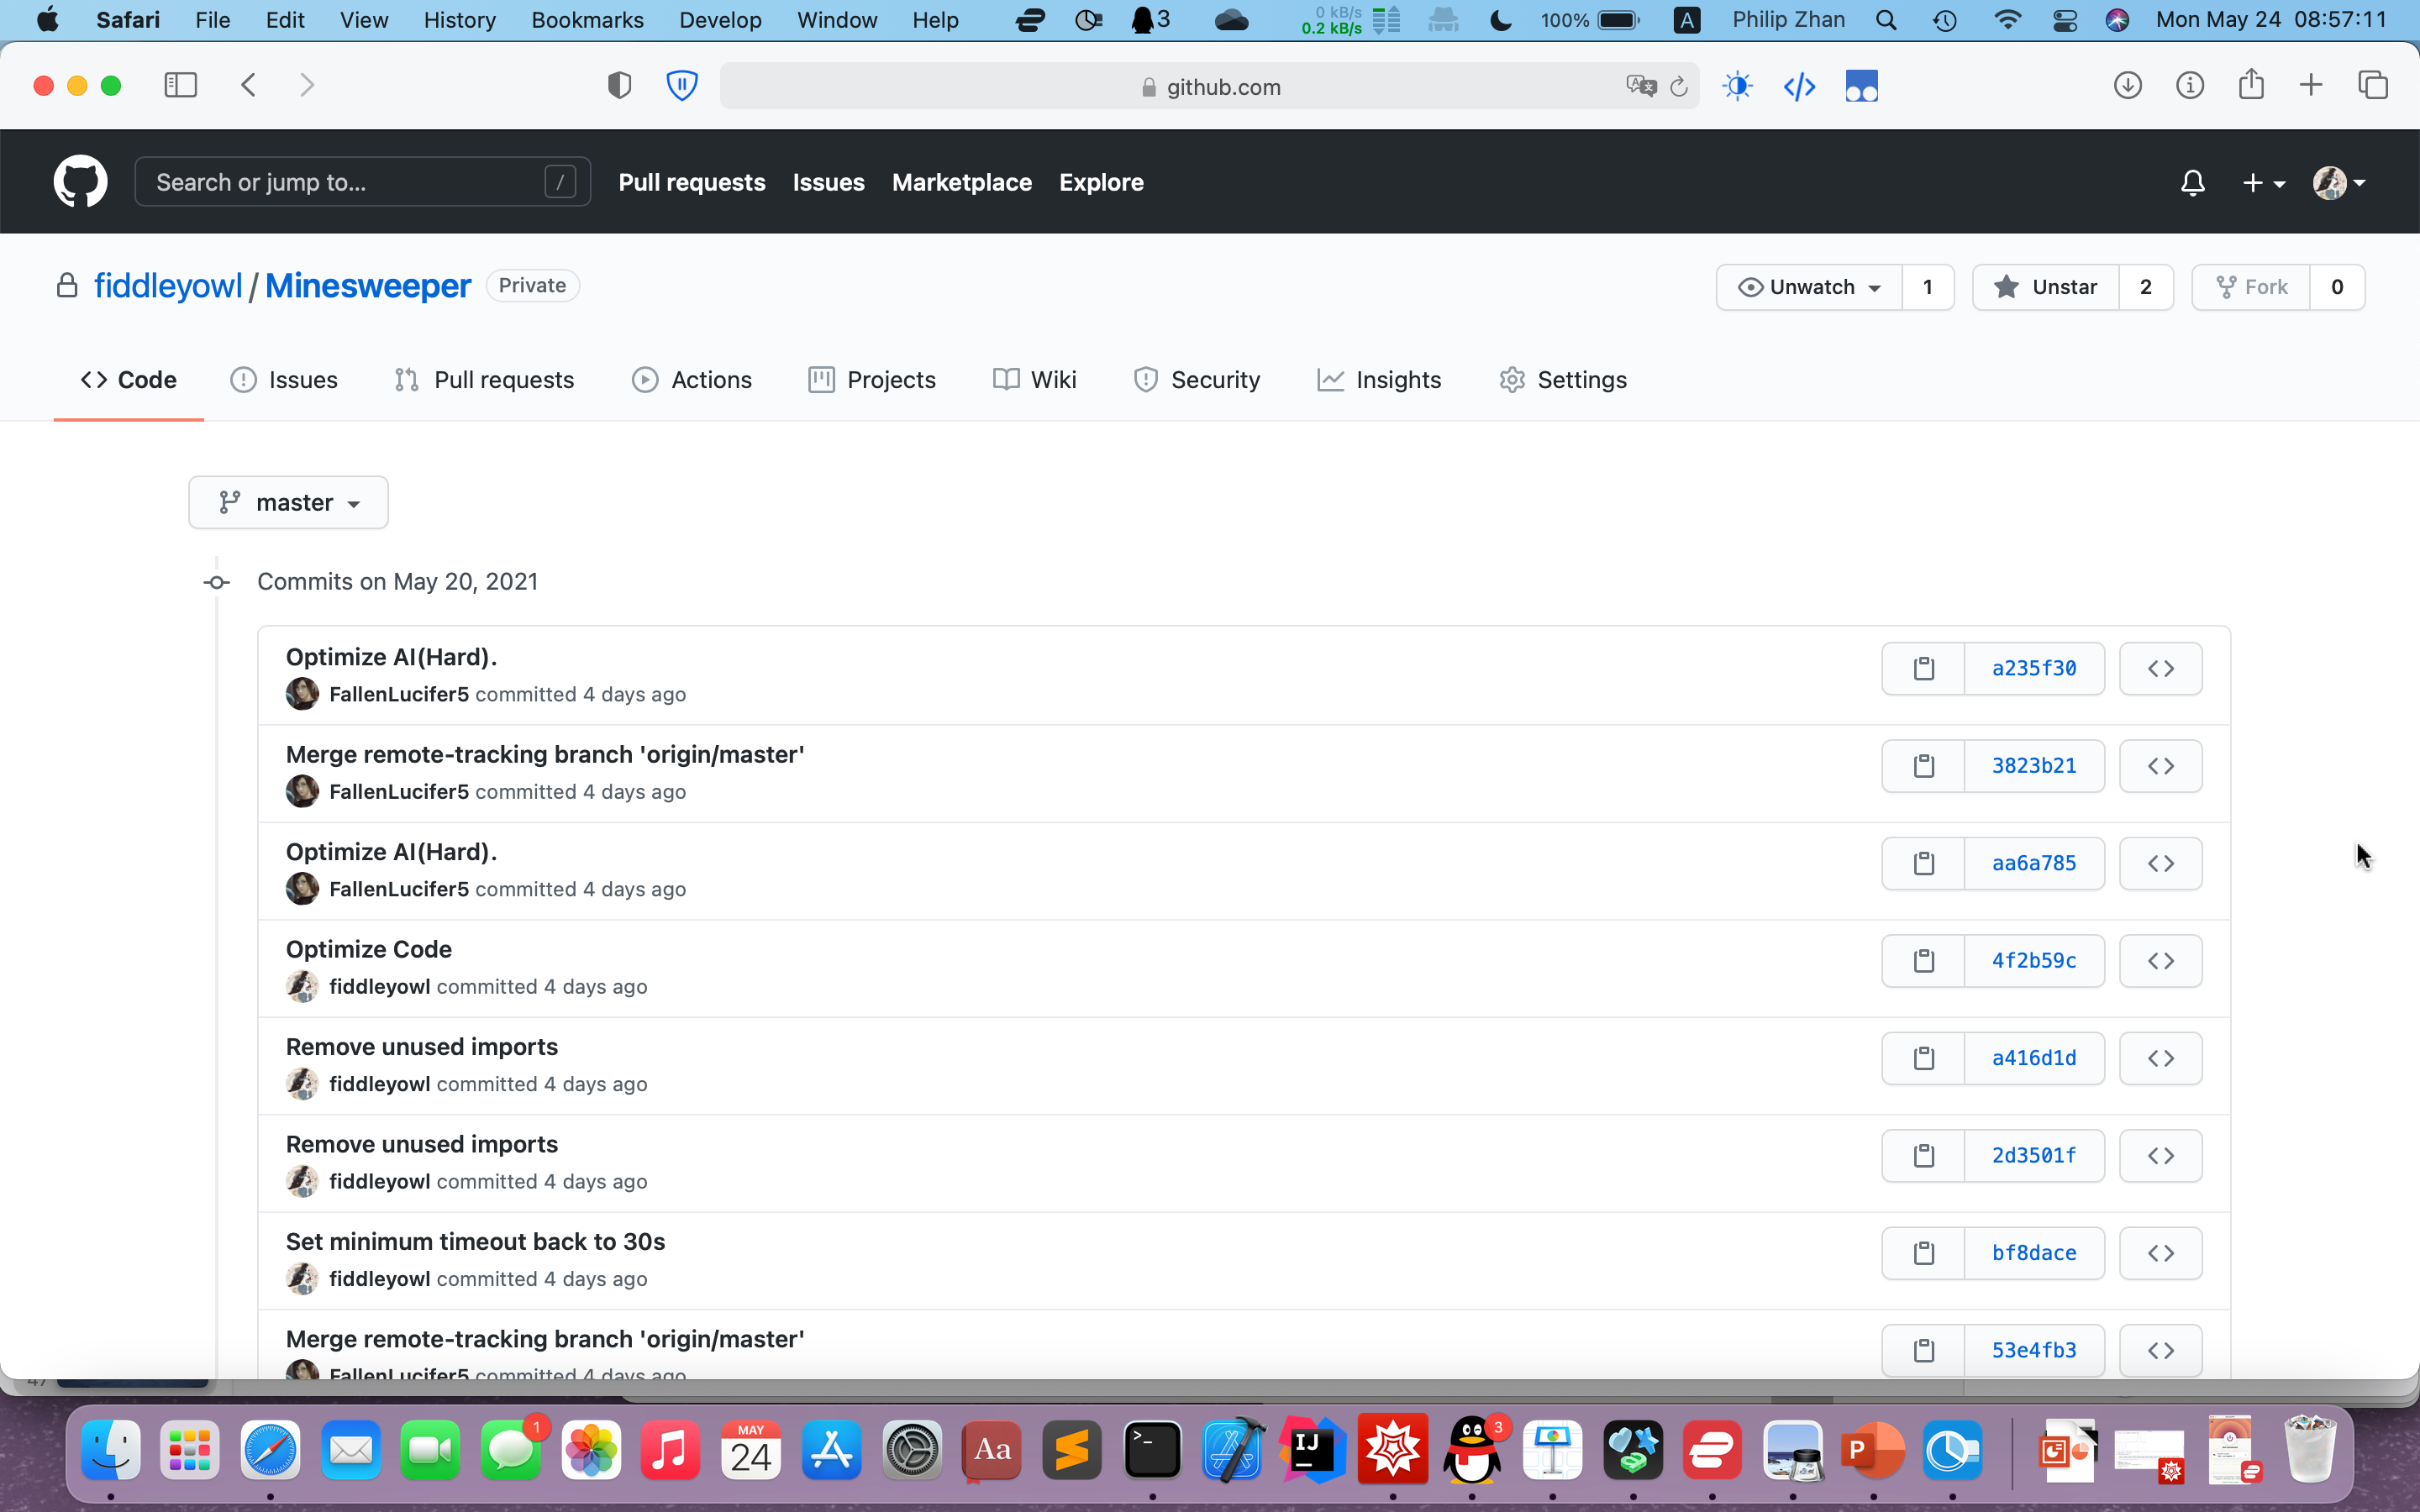 Safari File Edit View History Bookmarks Develop Window Help 3 0 kB/s 100% A Philip Zhan Mon May 24 08:57:11
0.2 kB/s
github.com
Search or jump to... / Pull requests Issues Marketplace Explore
fiddleyowl / Minesweeper Private Unwatch 1 Unstar 2 Fork 0
Code Issues Pull requests Actions Projects Wiki Security Insights Settings
master
Commits on May 20, 2021
Optimize AI(Hard).
FallenLucifer5 committed 4 days ago
a235f30
Merge remote-tracking branch 'origin/master'
FallenLucifer5 committed 4 days ago
3823b21
Optimize AI(Hard).
FallenLucifer5 committed 4 days ago
aa6a785
Optimize Code
fiddleyowl committed 4 days ago
4f2b59c
Remove unused imports
fiddleyowl committed 4 days ago
a416d1d
Remove unused imports
fiddleyowl committed 4 days ago
2d3501f
Set minimum timeout back to 30s
fiddleyowl committed 4 days ago
bf8dace
Merge remote-tracking branch 'origin/master'
FallenLucifer5 committed 4 days ago
53e4fb3
47
1
MAY
24
Aa
>_
IJ
3
P